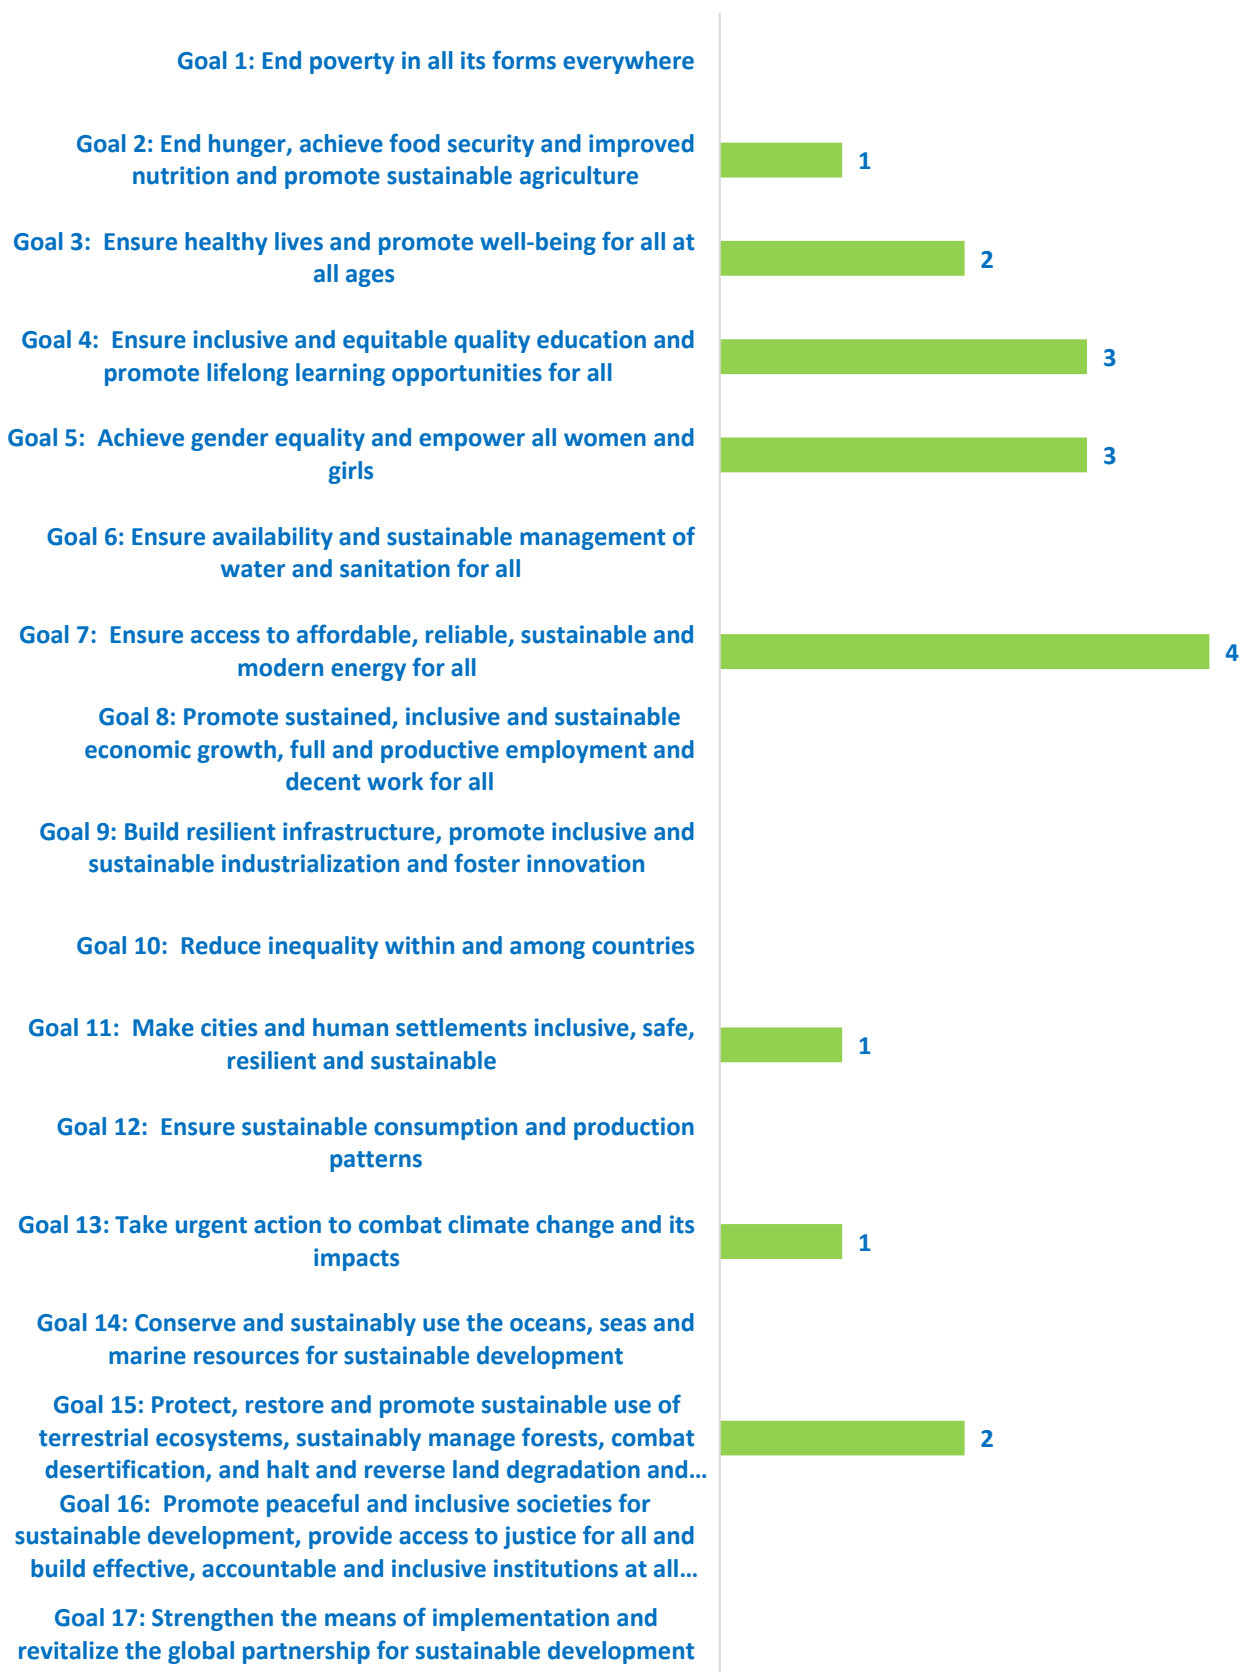 Goal 1: End poverty in all its forms everywhere
Goal 2: End hunger, achieve food security and improved
nutrition and promote sustainable agriculture
1
Goal 3:  Ensure healthy lives and promote well-being for all at
all ages
2
Goal 4:  Ensure inclusive and equitable quality education and
promote lifelong learning opportunities for all
3
Goal 5:  Achieve gender equality and empower all women and
girls
3
Goal 6: Ensure availability and sustainable management of
water and sanitation for all
Goal 7:  Ensure access to affordable, reliable, sustainable and
modern energy for all
4
Goal 8: Promote sustained, inclusive and sustainable
economic growth, full and productive employment and
decent work for all
Goal 9: Build resilient infrastructure, promote inclusive and
sustainable industrialization and foster innovation
Goal 10:  Reduce inequality within and among countries
Goal 11:  Make cities and human settlements inclusive, safe,
resilient and sustainable
1
Goal 12:  Ensure sustainable consumption and production
patterns
Goal 13: Take urgent action to combat climate change and its
impacts
1
Goal 14: Conserve and sustainably use the oceans, seas and
marine resources for sustainable development
Goal 15: Protect, restore and promote sustainable use of
terrestrial ecosystems, sustainably manage forests, combat
desertification, and halt and reverse land degradation and…
2
Goal 16:  Promote peaceful and inclusive societies for
sustainable development, provide access to justice for all and
build effective, accountable and inclusive institutions at all…
Goal 17: Strengthen the means of implementation and
revitalize the global partnership for sustainable development